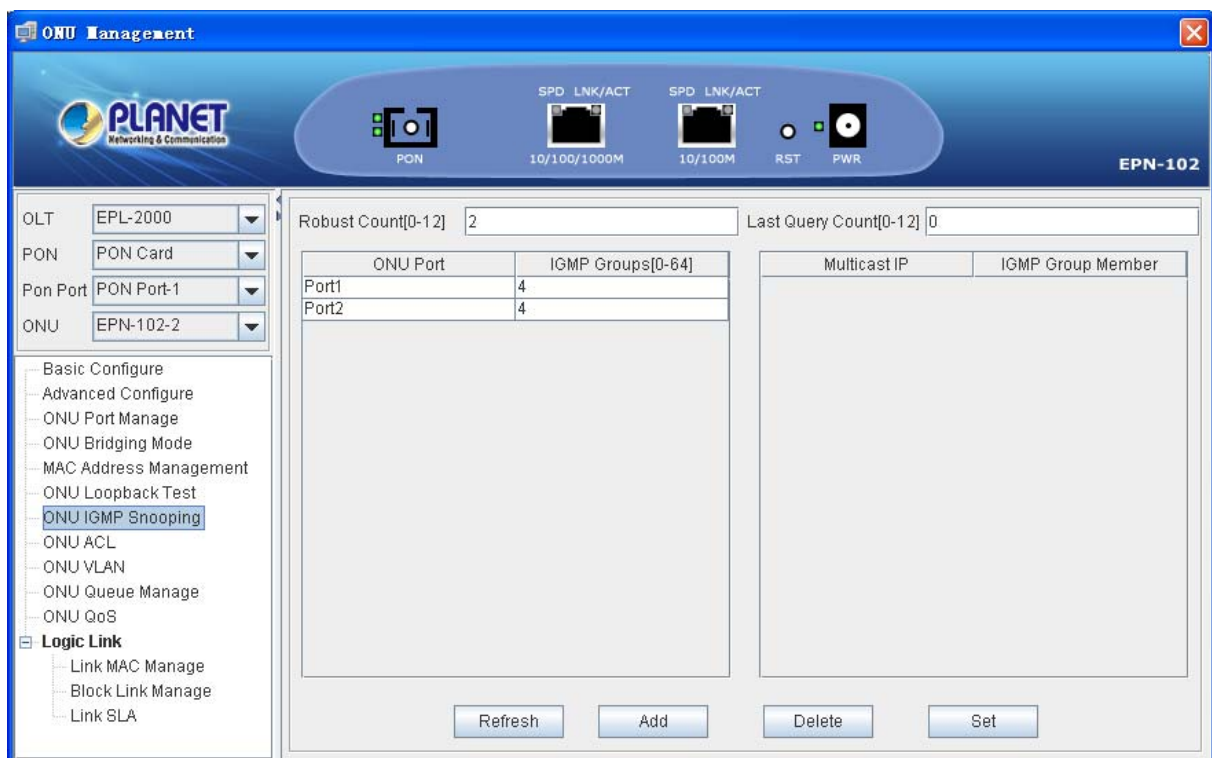 ONU Management
PLANET
Networking & Communication
SPD LNK/ACT
SPD LNK/ACT
PON
10/100/1000M
10/100M
RST
PWR
EPN-102
OLT EPL-2000
PON PON Card
Pon Port PON Port-1
ONU EPN-102-2
Basic Configure
Advanced Configure
ONU Port Manage
ONU Bridging Mode
MAC Address Management
ONU Loopback Test
ONU IGMP Snooping
ONU ACL
ONU VLAN
ONU Queue Manage
ONU QoS
Logic Link
Link MAC Manage
Block Link Manage
Link SLA
Robust Count[0-12] 2 Last Query Count[0-12] 0
ONU Port IGMP Groups[0-64]
Port1 4
Port2 4
Multicast IP IGMP Group Member
Refresh Add Delete Set